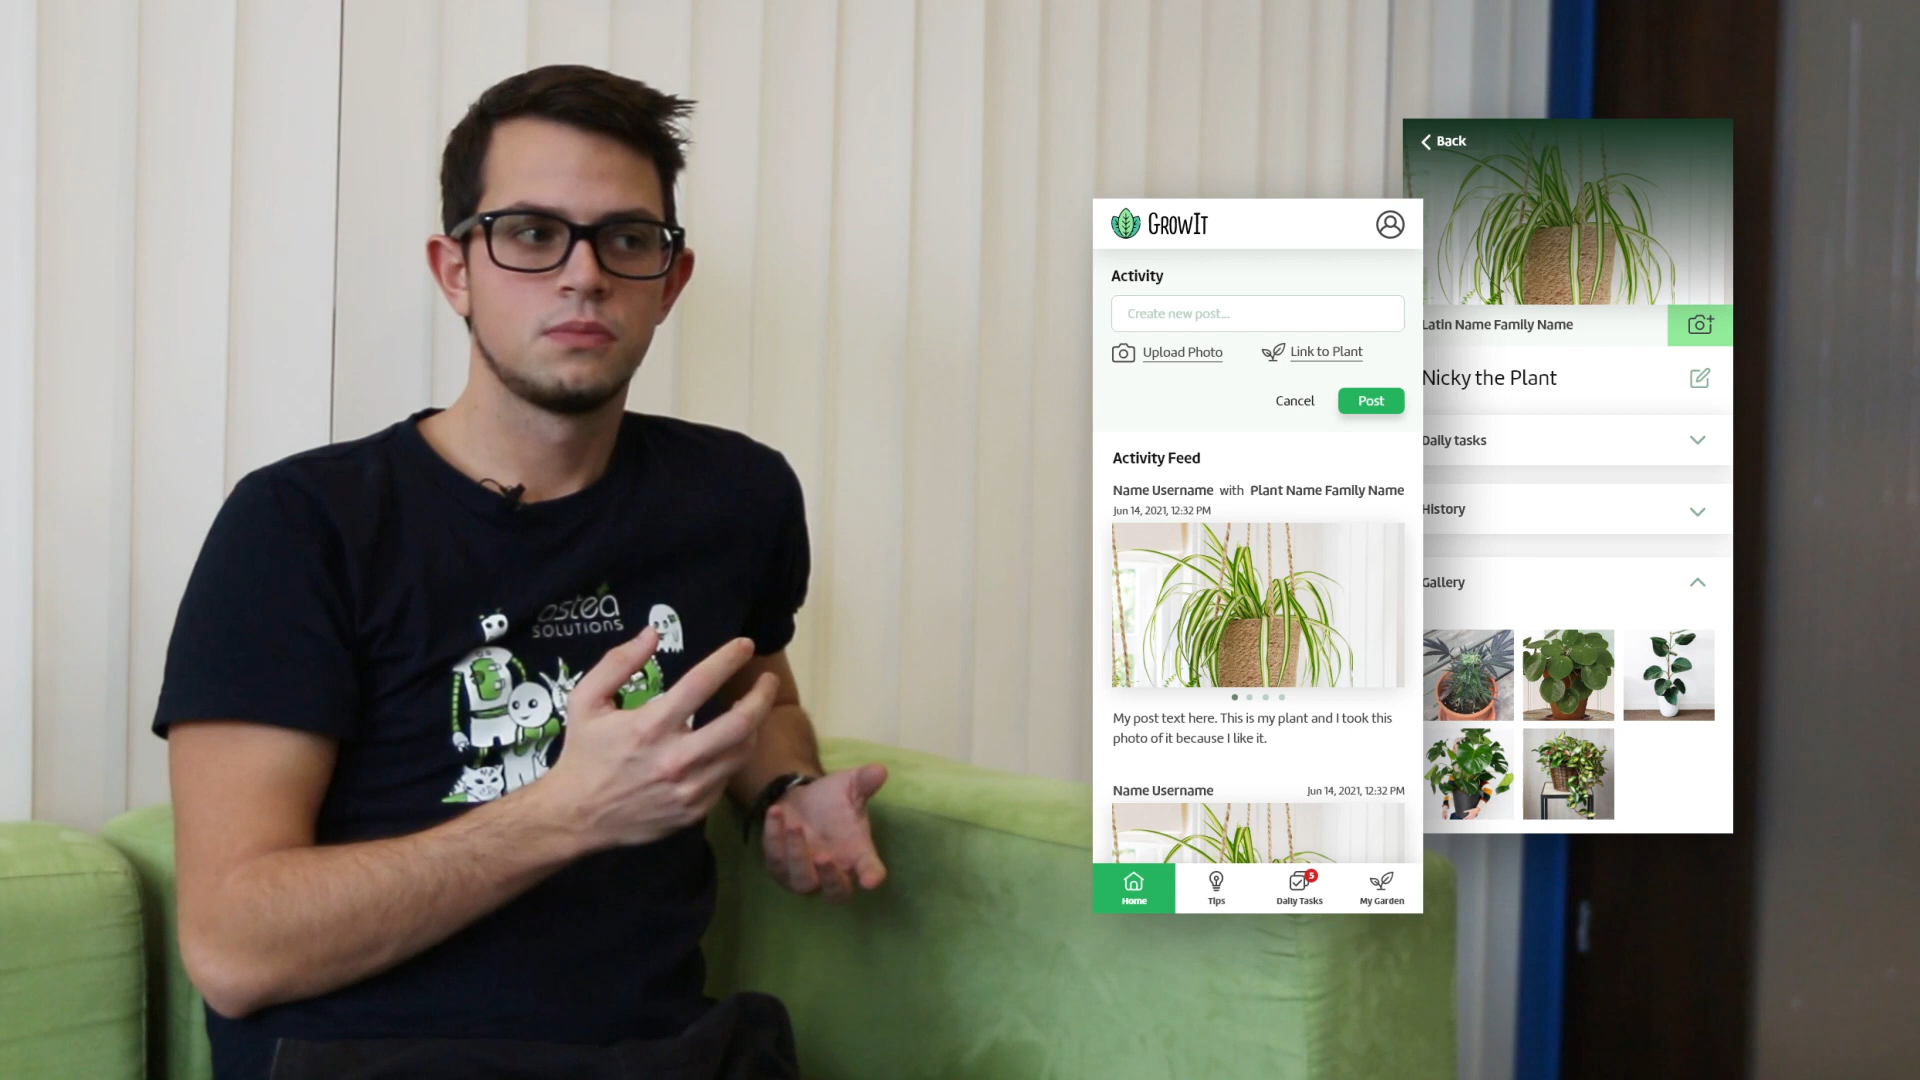 astea
SOLUTIONS
GROWIT
Activity
Create new post...
Upload Photo
Link to Plant
Cancel
Post
Activity Feed
Name Username with Plant Name Family Name
Jun 14, 2021, 12:32 PM
My post text here. This is my plant and I took this
photo of it because I like it.
Name Username
Jun 14, 2021, 12:32 PM
Home
Tips
5
Daily Tasks
My Garden
Back
Latin Name Family Name
Nicky the Plant
Daily tasks
History
Gallery